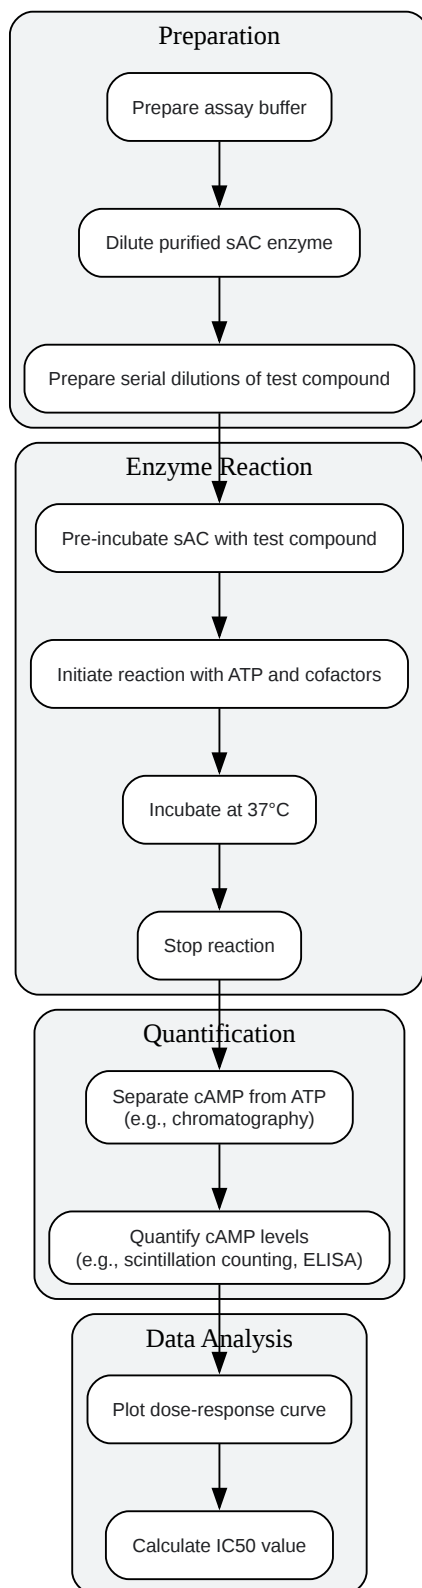 Preparation
Prepare assay buffer
Dilute purified sAC enzyme
Prepare serial dilutions of test compound
Enzyme Reaction
Pre-incubate sAC with test compound
Initiate reaction with ATP and cofactors
Incubate at 37°C
Stop reaction
Quantification
Separate cAMP from ATP
(e.g., chromatography)
Quantify cAMP levels
(e.g., scintillation counting, ELISA)
Data Analysis
Plot dose-response curve
Calculate IC50 value